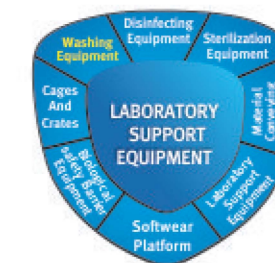 Disinfecting
Equipment
Sterilization
Equipment
Material
Conveying
Laboratory
Support
Equipment
Softwear
Platform
Biological
safety Barrier
Equipment
Cages
And
Crates
Washing
Equipment
LABORATORY
SUPPORT
EQUIPMENT